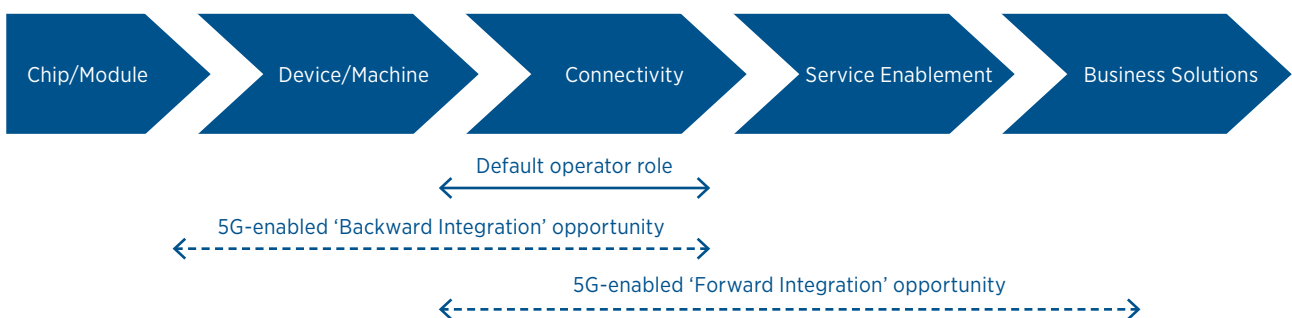 Chip/Module
Device/Machine
Connectivity
Service Enablement
Business Solutions
Default operator role
5G-enabled ‘Backward Integration’ opportunity
5G-enabled ‘Forward Integration’ opportunity